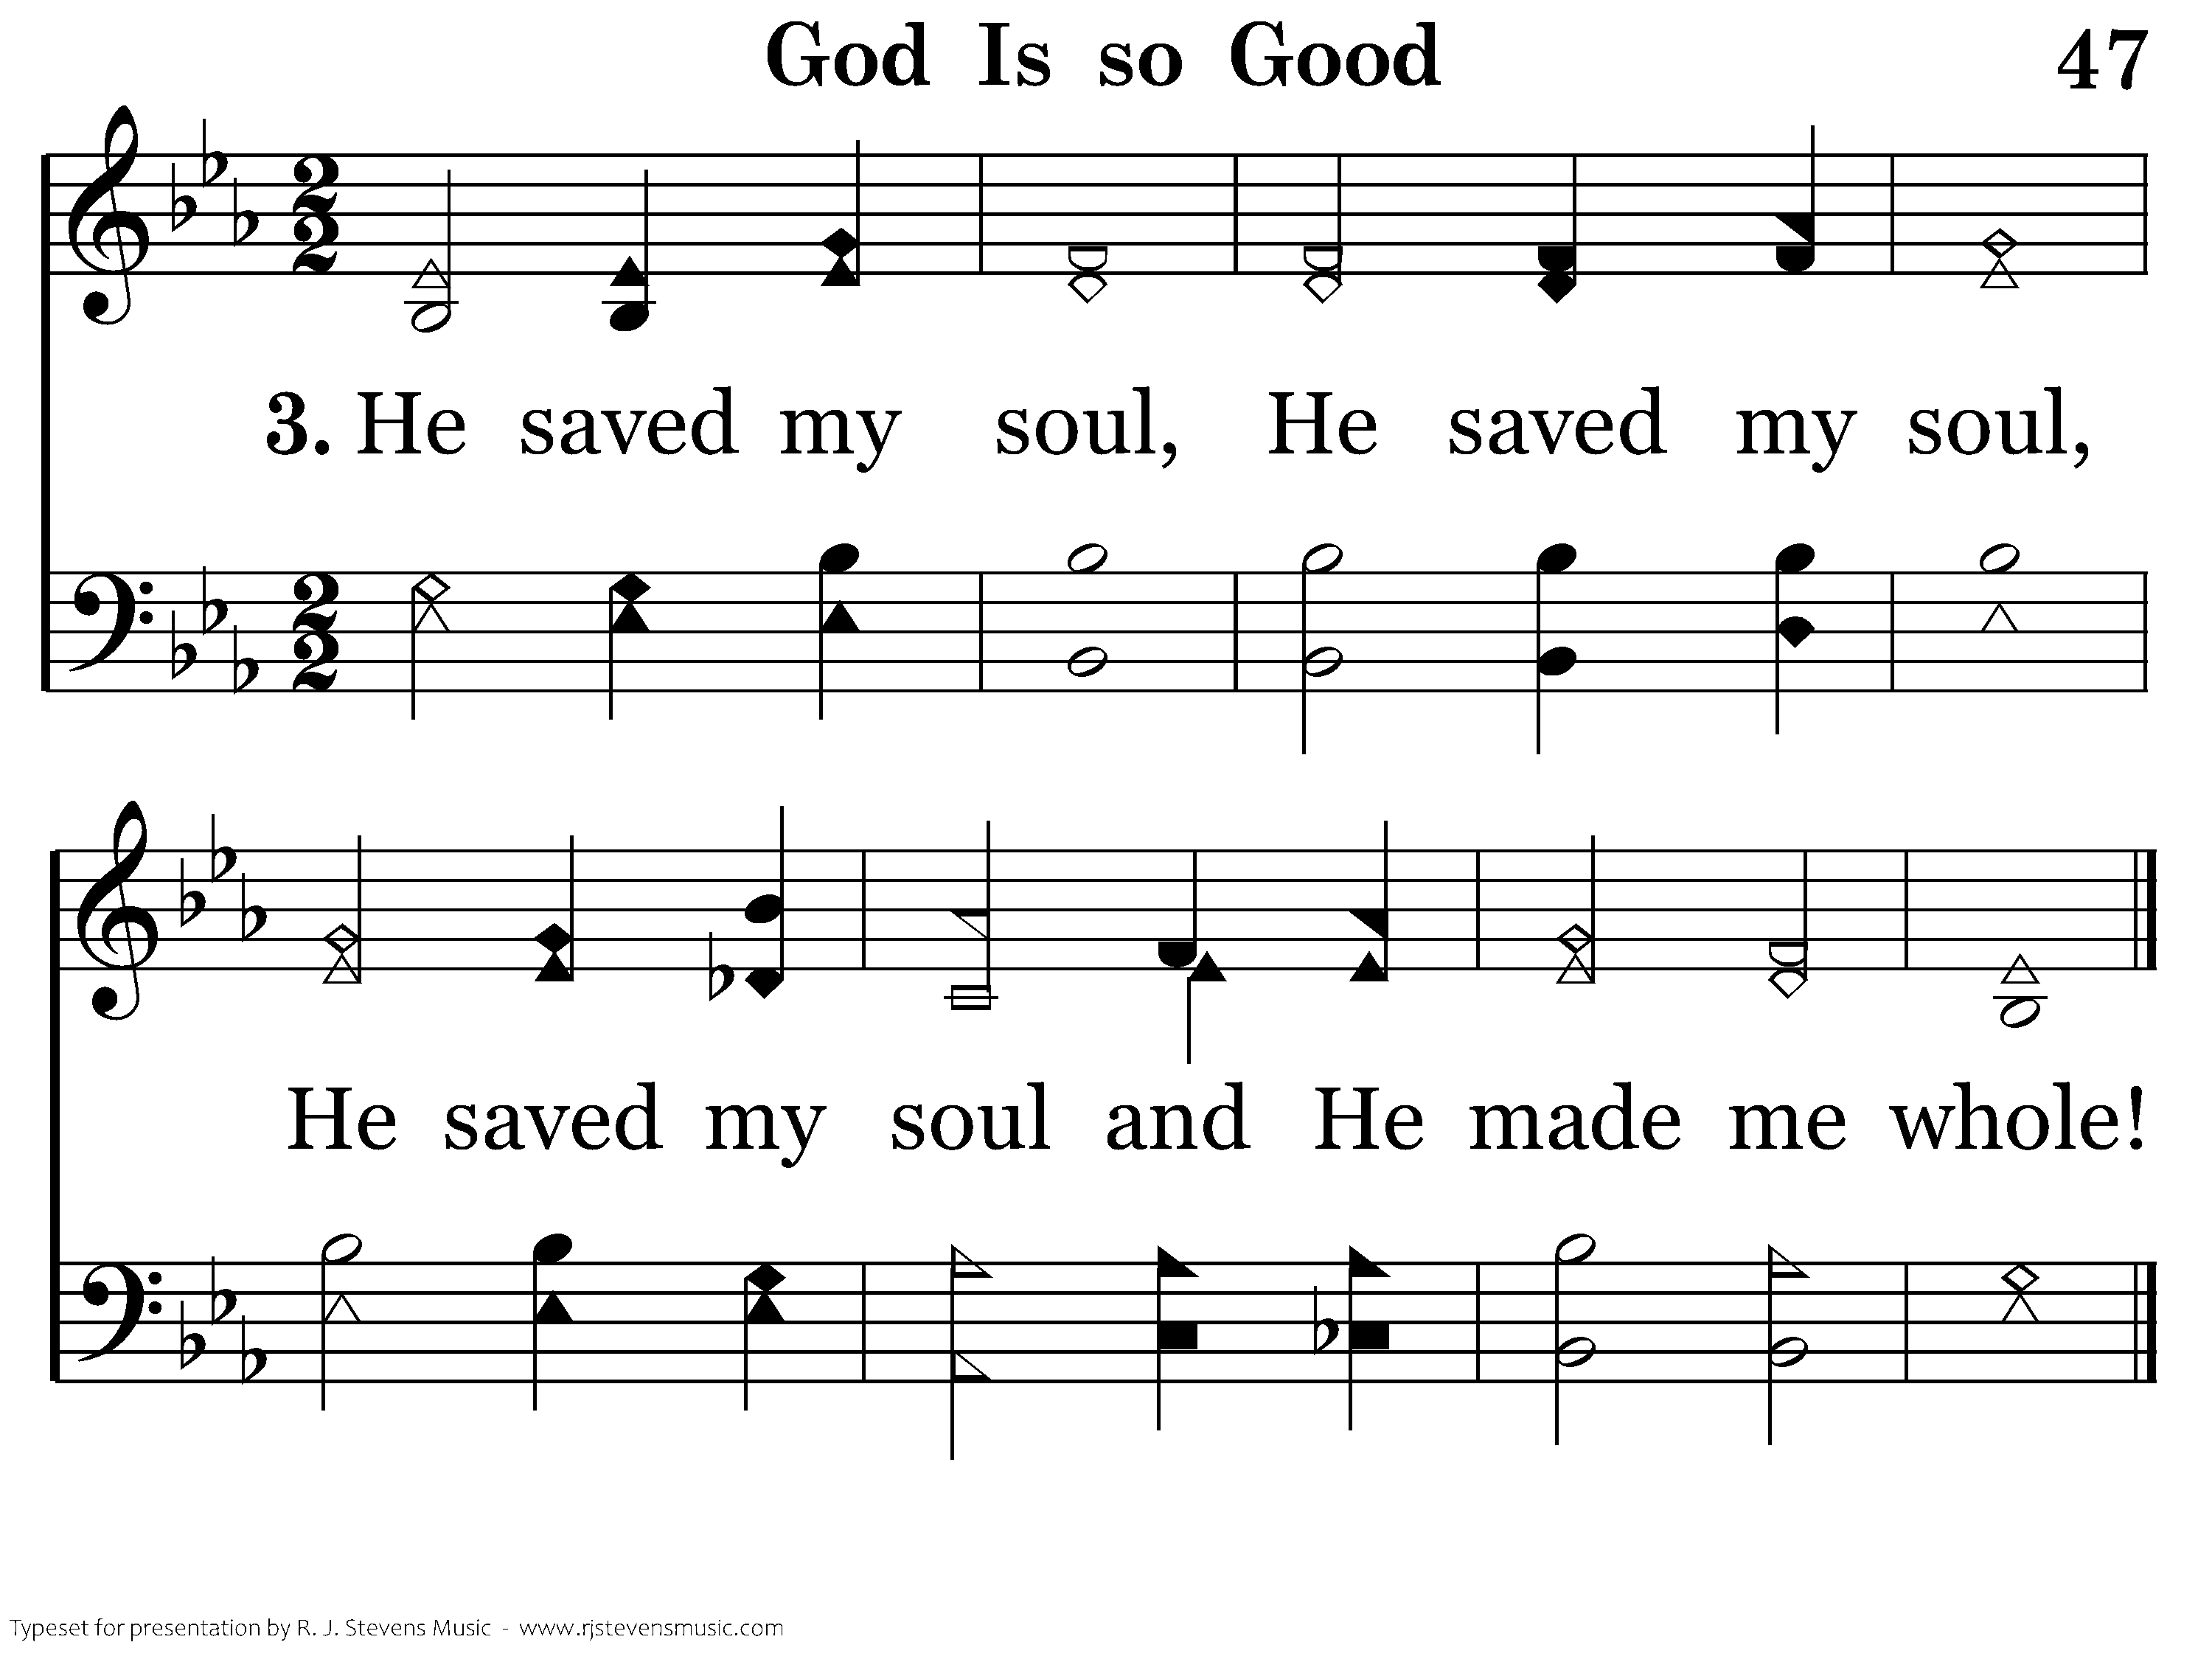 God Is so Good 47
3. He saved my soul, He saved my soul,
He saved my soul and He made me whole!
Typeset for presentation by R. J. Stevens Music - www.rjstevensmusic.com